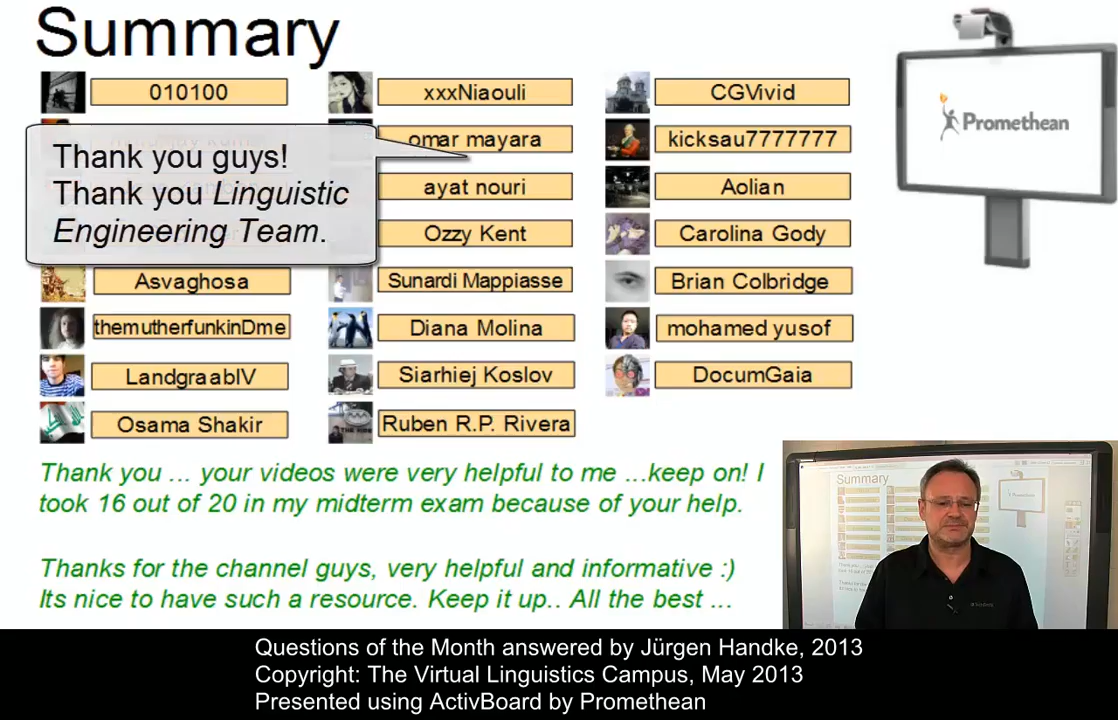 Summary
010100
xxxNiaouli
CGVivid
omar mayara
kicksau7777777
Thank you guys!
Thank you Linguistic
Engineering Team.
ayat nouri
Aolian
Ozzy Kent
Carolina Gody
Asvaghosa
Sunardi Mappiasse
Brian Colbridge
themutherfunkinDme
Diana Molina
mohamed yusof
LandgraabIV
Siarhiej Koslov
DocumGaia
Osama Shakir
Ruben R.P. Rivera
Promethean
Thank you ... your videos were very helpful to me ...keep on! I
took 16 out of 20 in my midterm exam because of your help.
Thanks for the channel guys, very helpful and informative :)
Its nice to have such a resource. Keep it up.. All the best ...
Summary
Questions of the Month answered by Jürgen Handke, 2013
Copyright: The Virtual Linguistics Campus, May 2013
Presented using ActivBoard by Promethean